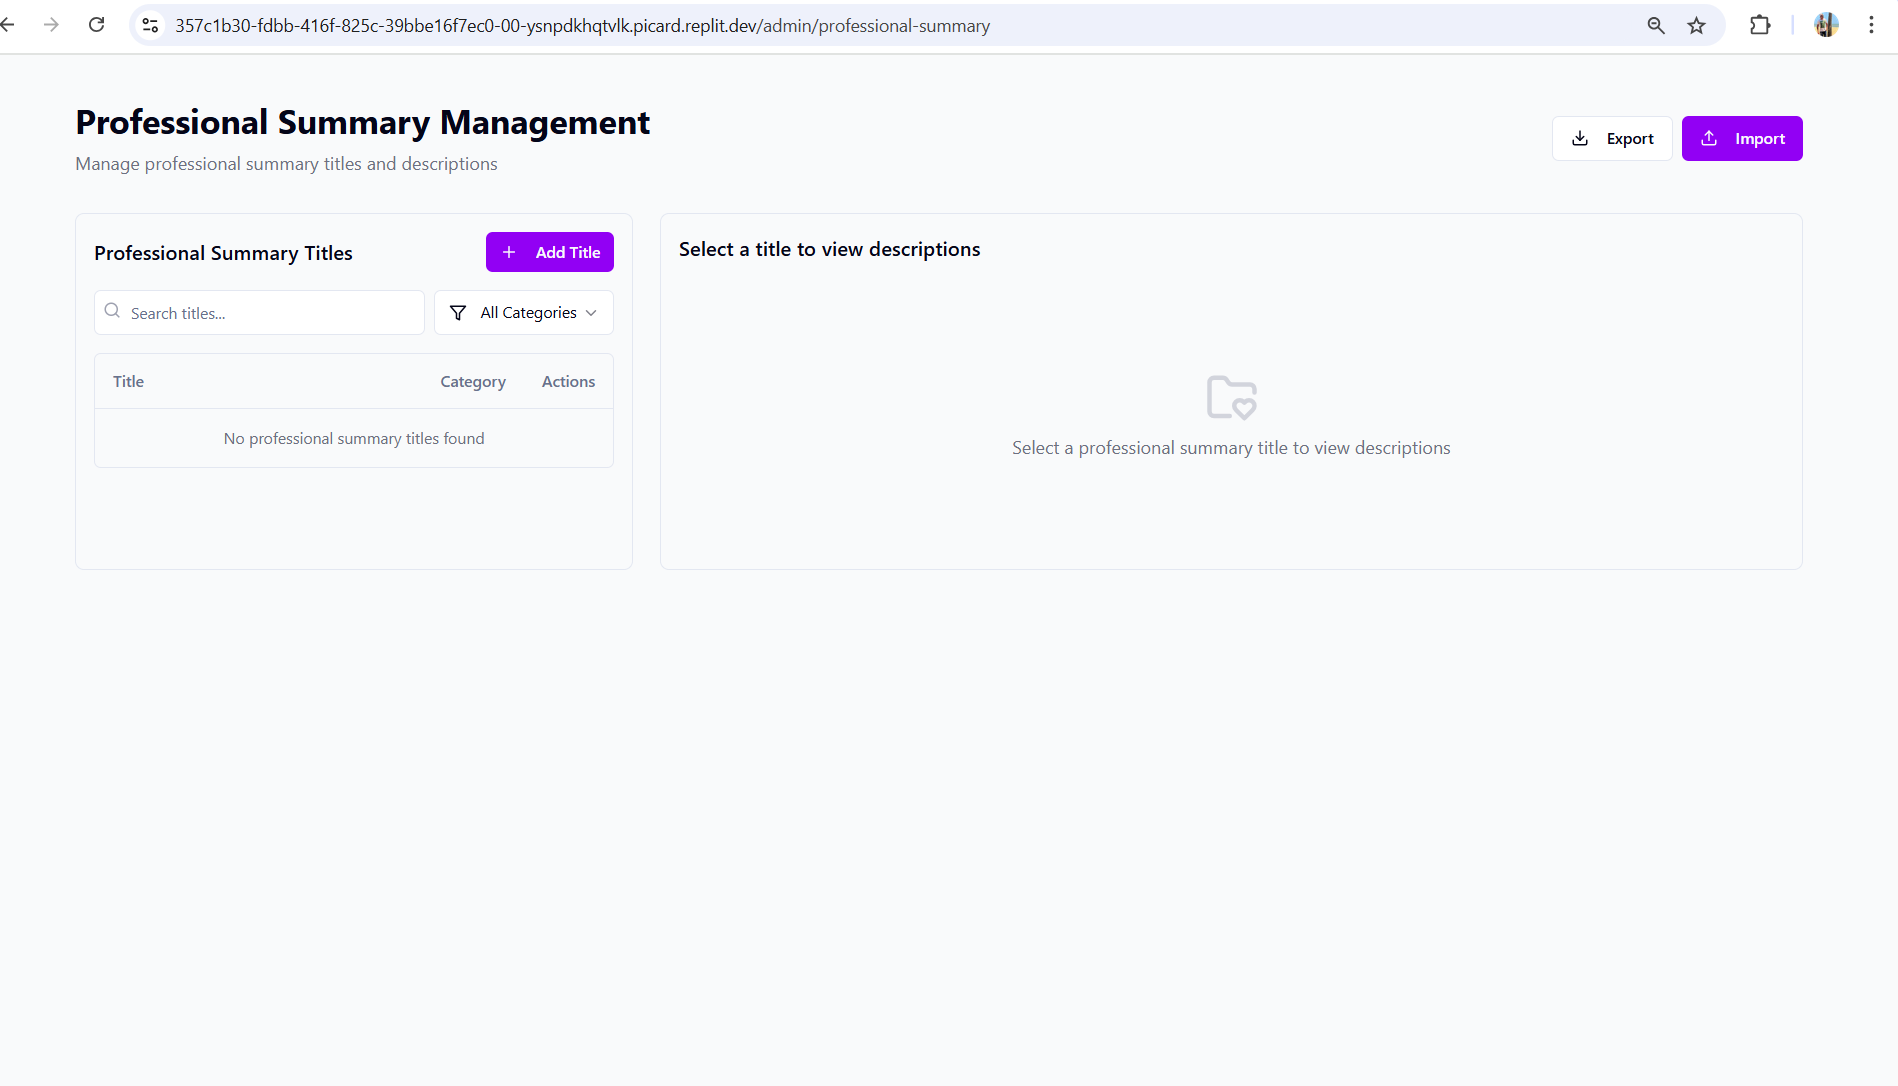 357c1b30-fdbb-416f-825c-39bbe16f7ec0-00-ysnpdkhqtvlk.picard.replit.dev/admin/professional-summary
Professional Summary Management
Manage professional summary titles and descriptions
Export
Import
Professional Summary Titles
Add Title
Search titles...
All Categories
Title Category Actions
No professional summary titles found
Select a title to view descriptions
Select a professional summary title to view descriptions